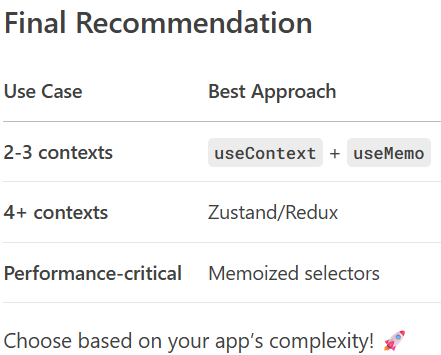 Final Recommendation
Use Case Best Approach
2-3 contexts useContext + useMemo
4+ contexts Zustand/Redux
Performance-critical Memoized selectors
Choose based on your app’s complexity! 🚀